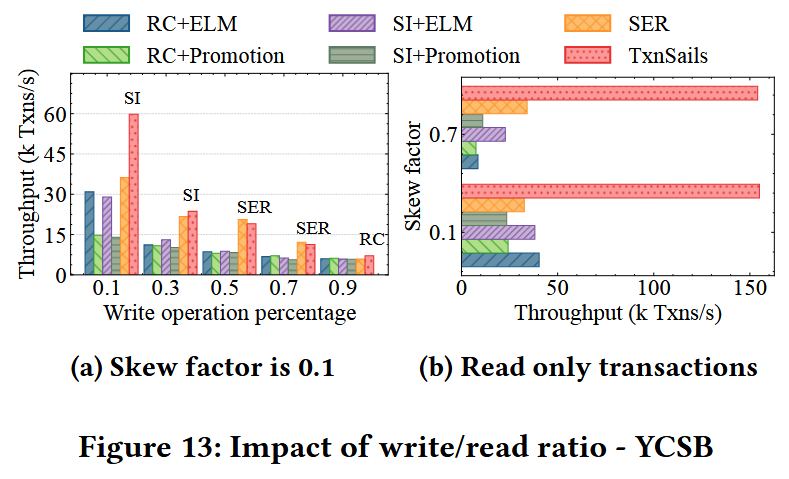 RC+ELM SI+ELM SER
RC+Promotion SI+Promotion TxnSails
Throughput (k Txns/s)
60
45
30
15
0
SI
SI
SER
SER
RC
0.1 0.3 0.5 0.7 0.9
Write operation percentage
Skew factor
0.7
0.1
0 50 100 150
Throughput (k Txns/s)
(a) Skew factor is 0.1
(b) Read only transactions
Figure 13: Impact of write/read ratio - YCSB